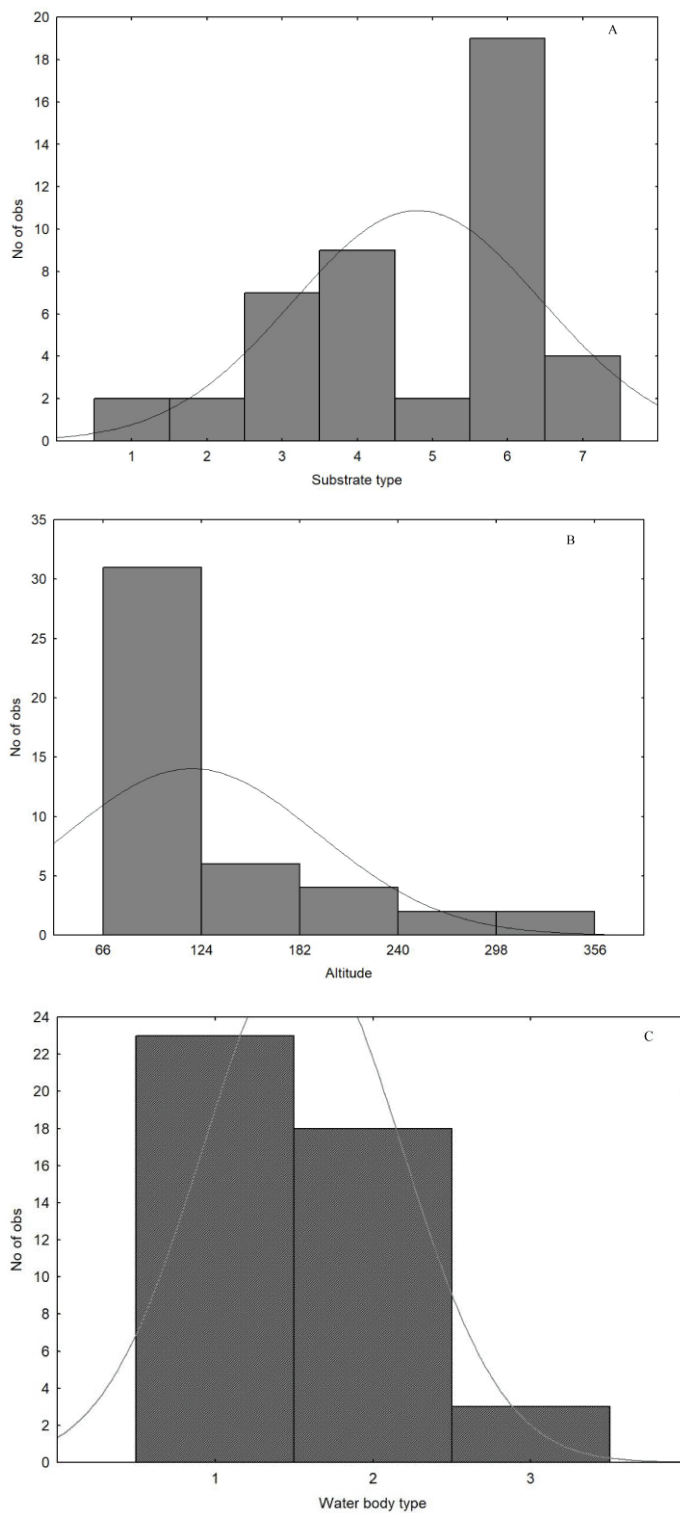 A
20
18
16
14
12
10
8
6
4
2
0
No of obs
1 2 3 4 5 6 7
Substrate type
B
35
30
25
20
15
10
5
0
No of obs
66 124 182 240 298 356
Altitude
C
24
22
20
18
16
14
12
10
8
6
4
2
0
No of obs
1 2 3
Water body type